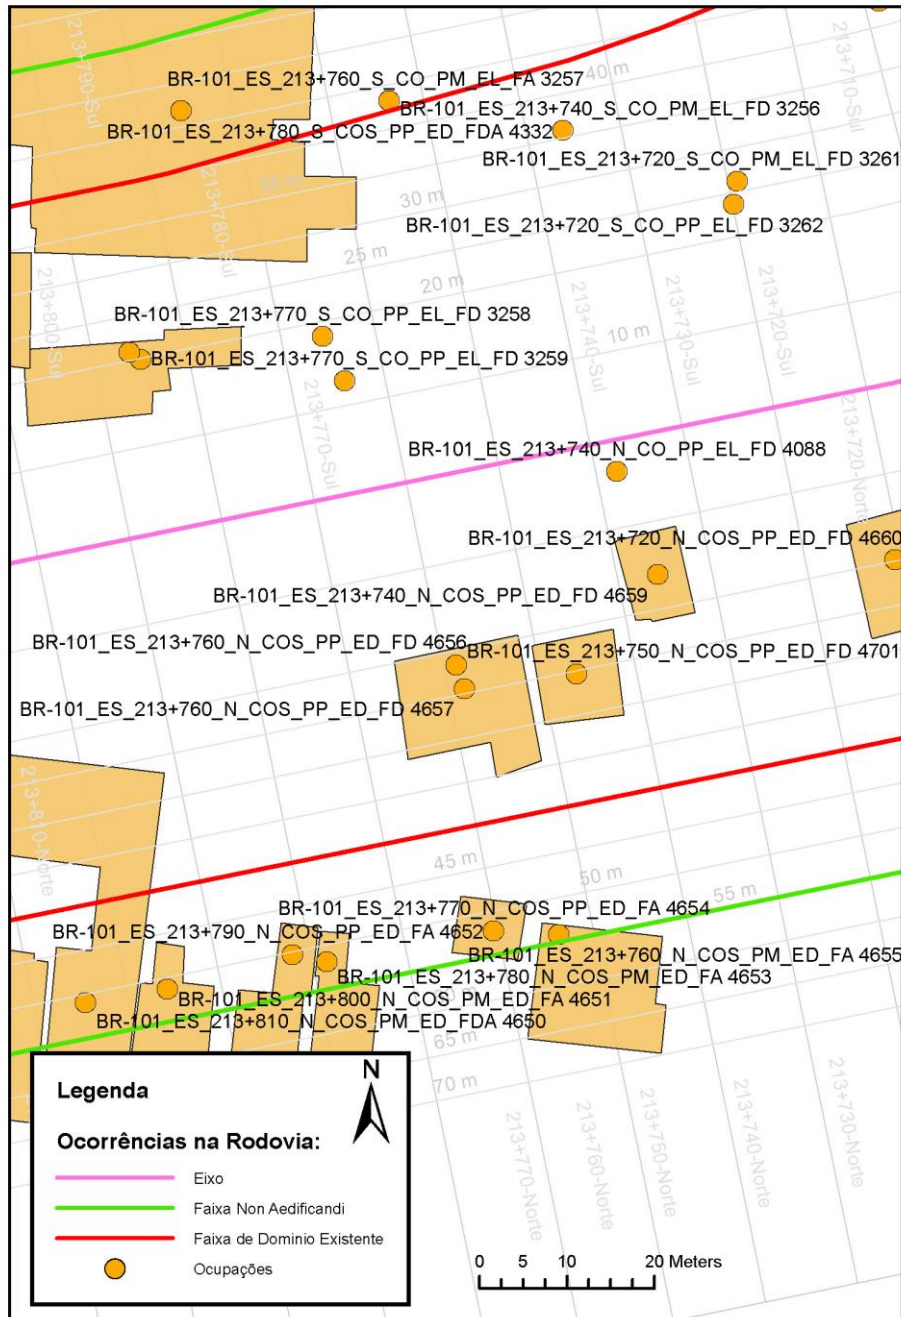 213+790-Sul
213+710-Sul
40 m
BR-101_ES_213+760_S_CO_PM_EL_FA 3257
BR-101_ES_213+740_S_CO_PM_EL_FD 3256
BR-101_ES_213+780_S_COS_PP_ED_FDA 4332
BR-101_ES_213+720_S_CO_PM_EL_FD 3261
30 m
213+780-Sul
BR-101_ES_213+720_S_CO_PP_EL_FD 3262
25 m
20 m
213+800-Sul
213+740-Sul
213+730-Sul
213+720-Sul
BR-101_ES_213+770_S_CO_PP_EL_FD 3258
10 m
BR-101_ES_213+770_S_CO_PP_EL_FD 3259
213+770-Sul
213+720-Norte
BR-101_ES_213+740_N_CO_PP_EL_FD 4088
BR-101_ES_213+720_N_COS_PP_ED_FD 4660
BR-101_ES_213+740_N_COS_PP_ED_FD 4659
BR-101_ES_213+760_N_COS_PP_ED_FD 4656
BR-101_ES_213+750_N_COS_PP_ED_FD 4701
BR-101_ES_213+760_N_COS_PP_ED_FD 4657
213+810-Norte
45 m
50 m
55 m
BR-101_ES_213+770_N_COS_PP_ED_FA 4654
BR-101_ES_213+790_N_COS_PP_ED_FA 4652
BR-101_ES_213+760_N_COS_PM_ED_FA 4655
BR-101_ES_213+780_N_COS_PM_ED_FA 4653
BR-101_ES_213+800_N_COS_PM_ED_FA 4651
BR-101_ES_213+810_N_COS_PM_ED_FDA 4650
65 m
70 m
213+770-Norte
213+760-Norte
213+750-Norte
213+740-Norte
213+730-Norte
N
Legenda
Ocorrências na Rodovia:
Eixo
Faixa Non Aedificandi
Faixa de Dominio Existente
Ocupações
0 5 10 20 Meters